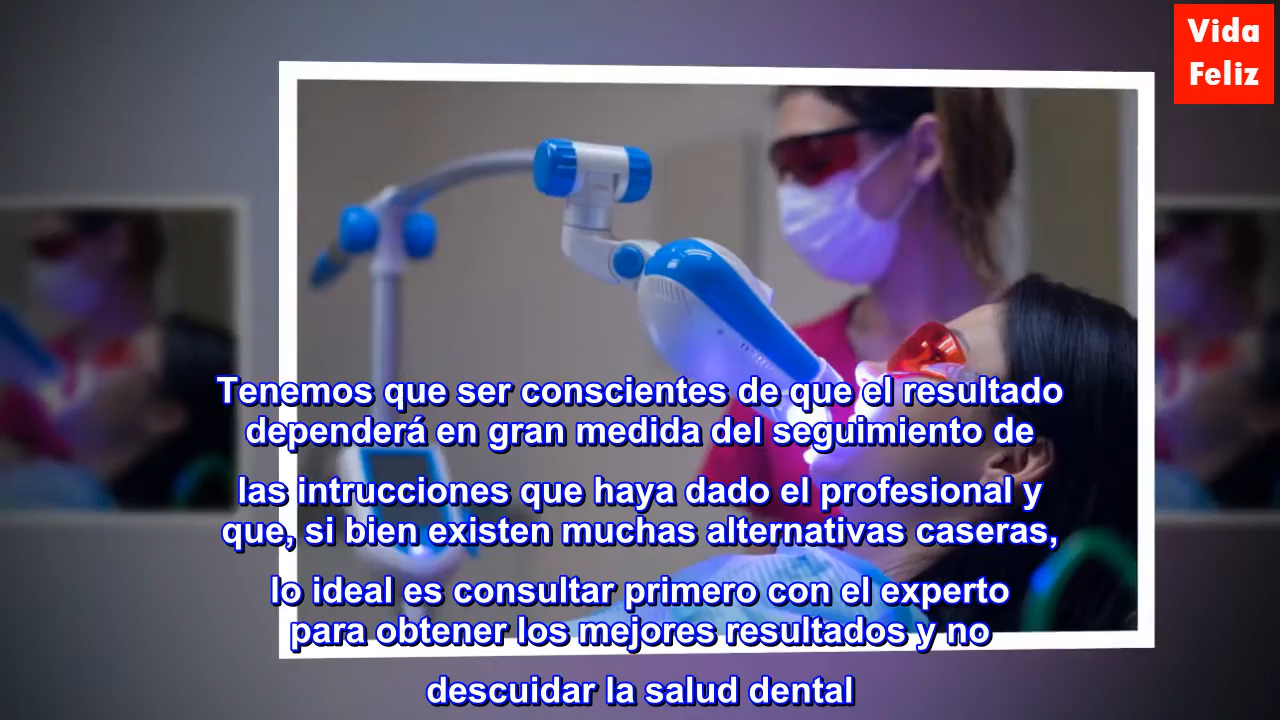 Vida
Feliz
Tenemos que ser conscientes de que el resultado
dependerá en gran medida del seguimiento de
las intrucciones que haya dado el profesional y
que, si bien existen muchas alternativas caseras,
lo ideal es consultar primero con el experto
para obtener los mejores resultados y no
descuidar la salud dental